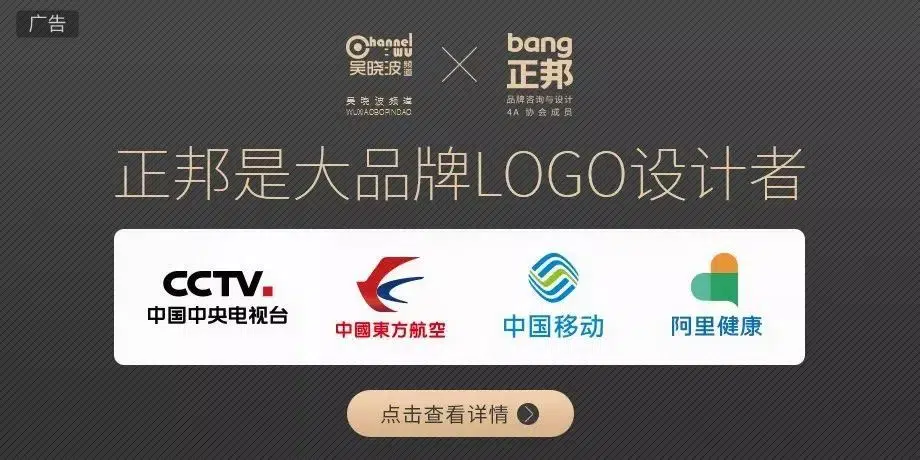 广告
Channel
WU
吴晓波频道
吴晓波频道
WUXIAOBOPINDAO
bang
正邦
品牌咨询与设计
4A 协会成员
正邦是大品牌LOGO设计者
CCTV.
中国中央电视台
中國東方航空
中国移动
阿里健康
点击查看详情